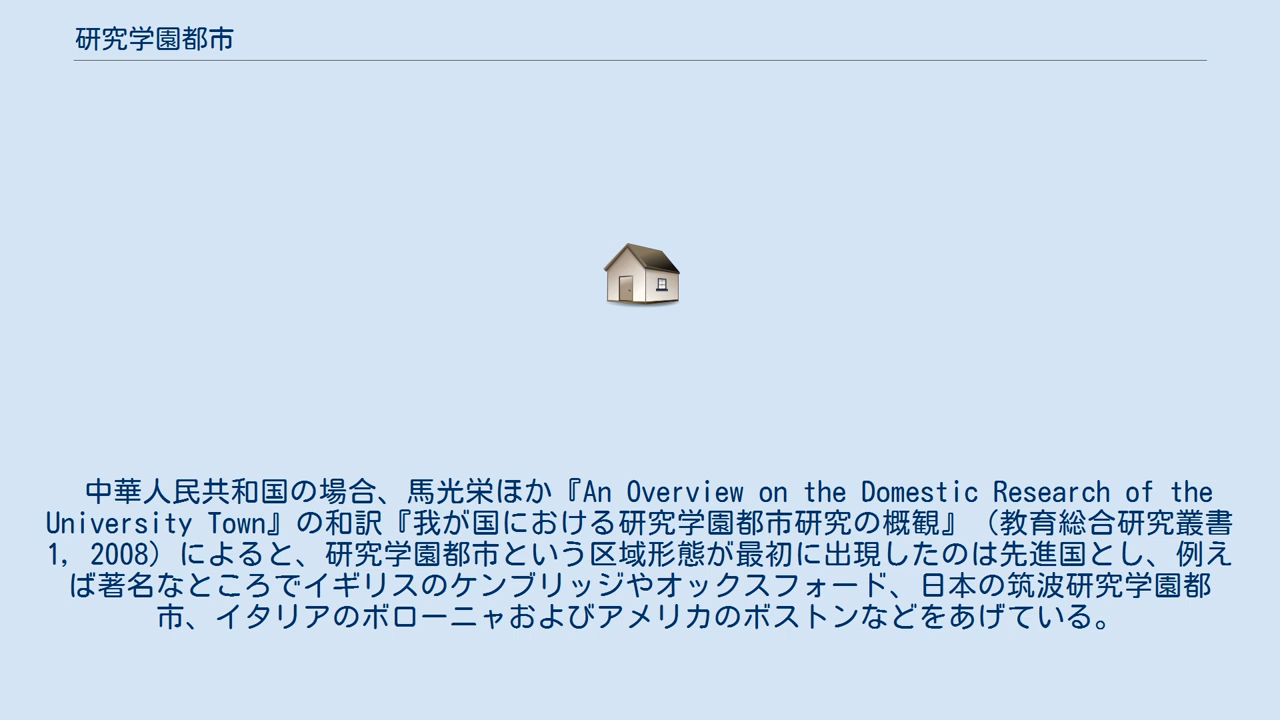 研究学園都市
中華人民共和国の場合、馬光栄ほか『An Overview on the Domestic Research of the
University Town』の和訳『我が国における研究学園都市研究の概観』（教育総合研究叢書
1, 2008）によると、研究学園都市という区域形態が最初に出現したのは先進国とし、例え
ば著名なところでイギリスのケンブリッジやオックスフォード、日本の筑波研究学園都
市、イタリアのボローニャおよびアメリカのボストンなどをあげている。